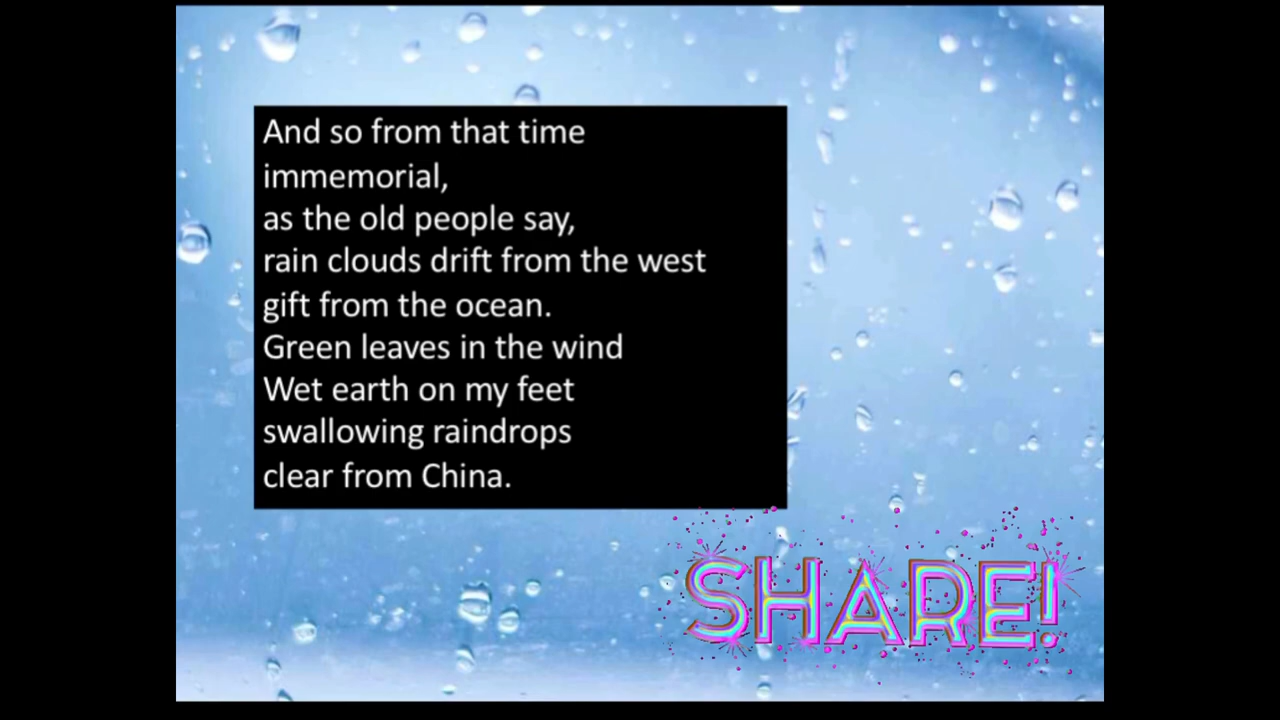 And so from that time
immemorial,
as the old people say,
rain clouds drift from the west
gift from the ocean.
Green leaves in the wind
Wet earth on my feet
swallowing raindrops
clear from China.
SHARE!